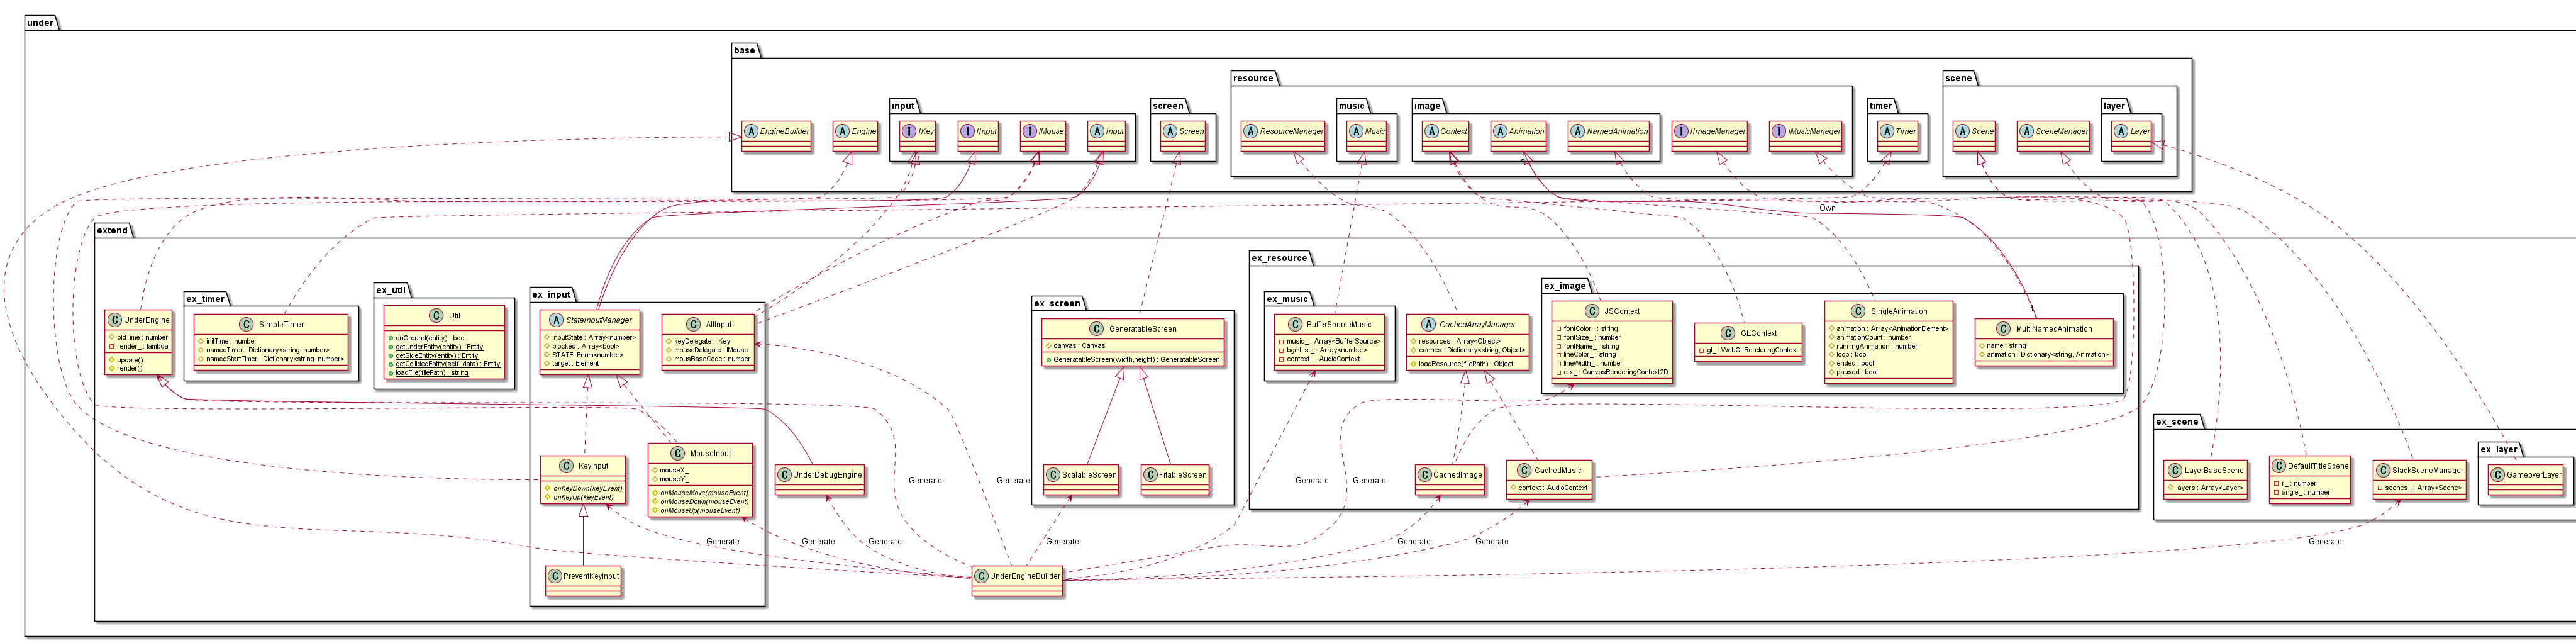 under
base
resource
scene
input
screen
music
image
timer
layer
A EngineBuilder
A Engine
I IKey
I IInput
I IMouse
A Input
A Screen
A ResourceManager
A Music
A Context
A Animation
A NamedAnimation
I IImageManager
I IMusicManager
A Timer
A Scene
A SceneManager
A Layer
Own
extend
C UnderEngine
oldTime : number
render_ : lambda
update()
render()
ex_timer
C SimpleTimer
initTime : number
namedTimer : Dictionary<string. number>
namedStartTimer : Dictionary<string. number>
ex_util
C Util
onGround(entity) : bool
getUnderEntity(entity) : Entity
getSideEntity(entity) : Entity
getCollidedEntity(self, data) : Entity
loadFile(filePath) : string
ex_input
A StateInputManager
inputState : Array<number>
blocked : Array<bool>
STATE: Enum<number>
target : Element
C AllInput
keyDelegate : IKey
mouseDelegate : IMouse
mouseBaseCode : number
ex_screen
C GeneratableScreen
canvas : Canvas
GeneratableScreen(width,height) : GeneratableScreen
ex_resource
ex_music
C BufferSourceMusic
music_ : Array<BufferSource>
bgmList_ : Array<number>
context_ : AudioContext
A CachedArrayManager
resources : Array<Object>
caches : Dictionary<string, Object>
loadResource(filePath) : Object
ex_image
C JSContext
fontColor_ : string
fontSize_ : number
fontName_ : string
lineColor_ : string
lineWidth_ : number
ctx_ : CanvasRenderingContext2D
C GLContext
gl_ : WebGLRenderingContext
C SingleAnimation
animation : Array<AnimationElement>
animationCount : number
runningAnimarion : number
loop : bool
ended : bool
paused : bool
C MultiNamedAnimation
name : string
animation : Dictionary<string, Animation>
ex_scene
C LayerBaseScene
layers : Array<Layer>
C DefaultTitleScene
r_ : number
angle_ : number
C StackSceneManager
scenes_ : Array<Scene>
ex_layer
C GameoverLayer
C KeyInput
onKeyDown(keyEvent)
onKeyUp(keyEvent)
C MouseInput
mouseX_
mouseY_
onMouseMove(mouseEvent)
onMouseDown(mouseEvent)
onMouseUp(mouseEvent)
C UnderDebugEngine
C ScalableScreen
C FitableScreen
C CachedImage
C CachedMusic
context : AudioContext
Generate
Generate
Generate
Generate
Generate
Generate
Generate
Generate
Generate
Generate
Generate
C PreventKeyInput
C UnderEngineBuilder